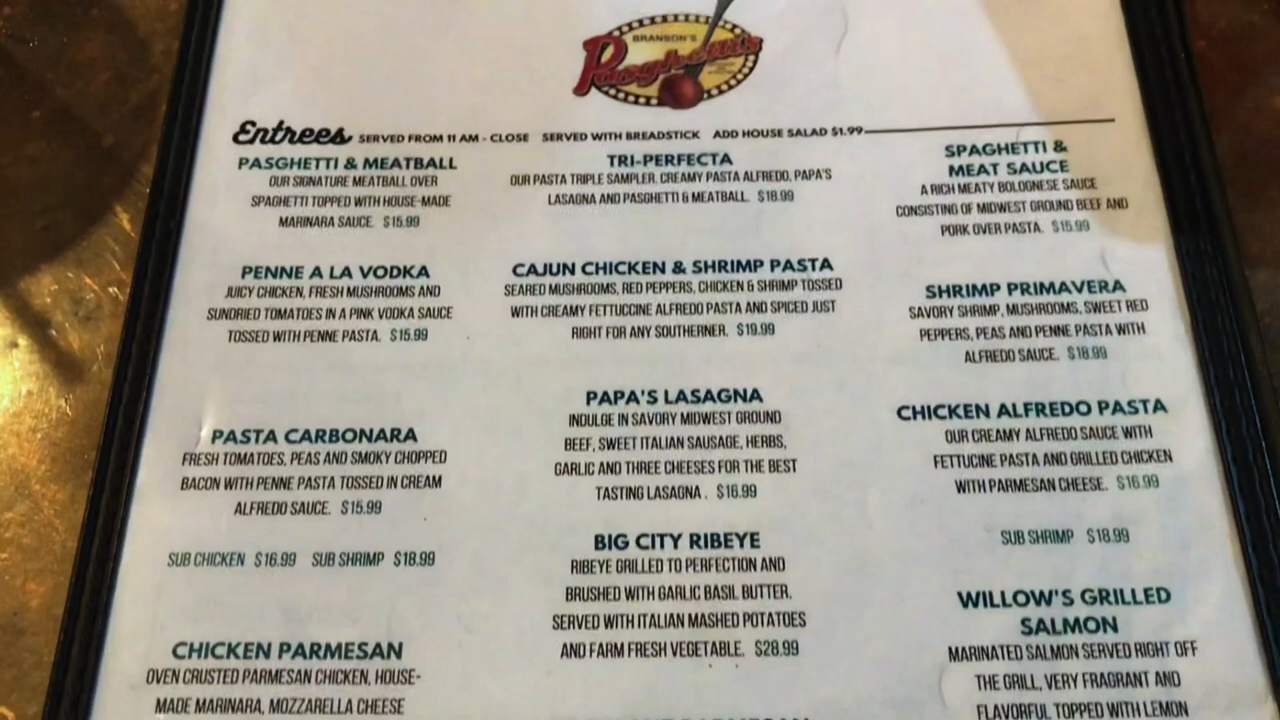 BRANSON'S
Pasghetti's
Entrees SERVED FROM 11 AM - CLOSE SERVED WITH BREADSTICK ADD HOUSE SALAD $1.99
PASGHETTI & MEATBALL
OUR SIGNATURE MEATBALL OVER
SPAGHETTI TOPPED WITH HOUSE-MADE
MARINARA SAUCE. $15.99
PENNE A LA VODKA
JUICY CHICKEN, FRESH MUSHROOMS AND
SUNDRIED TOMATOES IN A PINK VODKA SAUCE
TOSSED WITH PENNE PASTA. $15.99
PASTA CARBONARA
FRESH TOMATOES, PEAS AND SMOKY CHOPPED
BACON WITH PENNE PASTA TOSSED IN CREAM
ALFREDO SAUCE. $15.99
SUB CHICKEN $16.99 SUB SHRIMP $18.99
CHICKEN PARMESAN
OVEN CRUSTED PARMESAN CHICKEN, HOUSE-
MADE MARINARA, MOZZARELLA CHEESE
TRI-PERFECTA
OUR PASTA TRIPLE SAMPLER. CREAMY PASTA ALFREDO, PAPA'S
LASAGNA AND PASGHETTI & MEATBALL. $18.99
CAJUN CHICKEN & SHRIMP PASTA
SEARED MUSHROOMS, RED PEPPERS, CHICKEN & SHRIMP TOSSED
WITH CREAMY FETTUCCINE ALFREDO PASTA AND SPICED JUST
RIGHT FOR ANY SOUTHERNER. $19.99
PAPA'S LASAGNA
INDULGE IN SAVORY MIDWEST GROUND
BEEF, SWEET ITALIAN SAUSAGE, HERBS,
GARLIC AND THREE CHEESES FOR THE BEST
TASTING LASAGNA . $16.99
BIG CITY RIBEYE
RIBEYE GRILLED TO PERFECTION AND
BRUSHED WITH GARLIC BASIL BUTTER.
SERVED WITH ITALIAN MASHED POTATOES
AND FARM FRESH VEGETABLE. $28.99
SPAGHETTI &
MEAT SAUCE
A RICH MEATY BOLOGNESE SAUCE
CONSISTING OF MIDWEST GROUND BEEF AND
PORK OVER PASTA. $15.99
SHRIMP PRIMAVERA
SAVORY SHRIMP, MUSHROOMS, SWEET RED
PEPPERS, PEAS AND PENNE PASTA WITH
ALFREDO SAUCE. $18.99
CHICKEN ALFREDO PASTA
OUR CREAMY ALFREDO SAUCE WITH
FETTUCINE PASTA AND GRILLED CHICKEN
WITH PARMESAN CHEESE. $16.99
SUB SHRIMP $18.99
WILLOW'S GRILLED
SALMON
MARINATED SALMON SERVED RIGHT OFF
THE GRILL, VERY FRAGRANT AND
FLAVORFUL TOPPED WITH LEMON